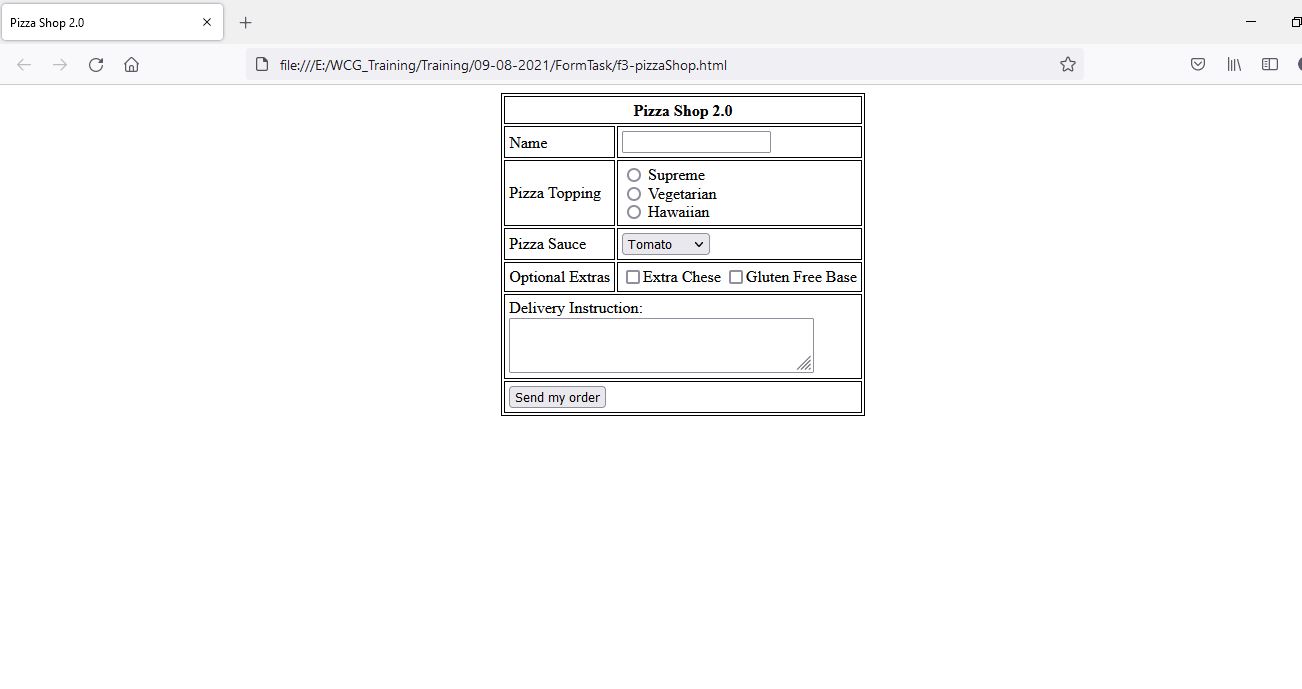 Pizza Shop 2.0
file:///E:/WCG_Training/Training/09-08-2021/FormTask/f3-pizzaShop.html
Pizza Shop 2.0
Name
Pizza Topping
Supreme
Vegetarian
Hawaiian
Pizza Sauce Tomato
Optional Extras Extra Chese Gluten Free Base
Delivery Instruction:
Send my order